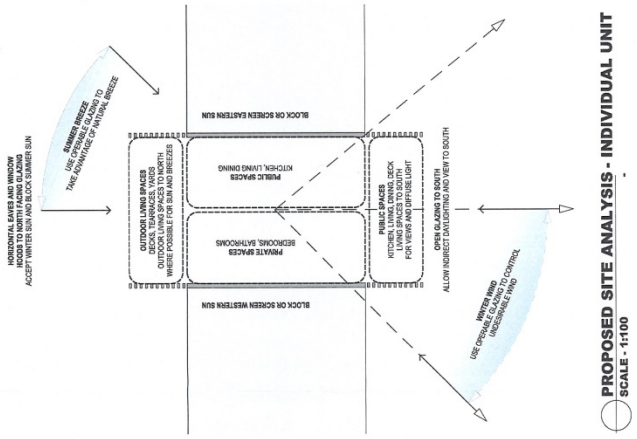 HORIZONTAL EAVES AND WINDOW
HOODS TO NORTH FACING GLAZING
ACCEPT WINTER SUN AND BLOCK SUMMER SUN
SUMMER BREEZE
USE OPERABLE GLAZING TO
TAKE ADVANTAGE OF NATURAL BREEZE
OUTDOOR LIVING SPACES
DECKS, TEARRACES, YARDS
OUTDOOR LIVING SPACES TO NORTH
WHERE POSSIBLE FOR SUN AND BREEZES
BLOCK OR SCREEN EASTERN SUN
PUBLIC SPACES
KITCHEN, LIVING DINING
PRIVATE SPACES
BEDROOMS, BATHROOMS
BLOCK OR SCREEN WESTERN SUN
PUBLIC SPACES
KITCHEN, LIVING, DINING, DECK
LIVING SPACES TO SOUTH
FOR VIEWS AND DIFFUSE LIGHT
OPEN GLAZING TO SOUTH
ALLOW INDIRECT DAYLIGHTING AND VIEW TO SOUTH
WINTER WIND
USE OPERABLE GLAZING TO CONTROL
UNDESIRABLE WIND
PROPOSED SITE ANALYSIS - INDIVIDUAL UNIT
SCALE - 1:100